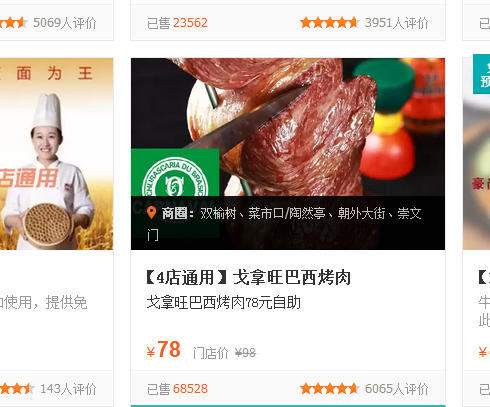 5069人评价
已售 23562
3951人评价
面为王
店通用
CHURRASCARIA DO BRASIL
商圈：双榆树、菜市口/陶然亭、朝外大街、崇文
门
【4店通用】戈拿旺巴西烤肉
戈拿旺巴西烤肉78元自助
使用，提供免
¥78 门店价 ¥98
143人评价
已售 68528
6065人评价
已售
已售